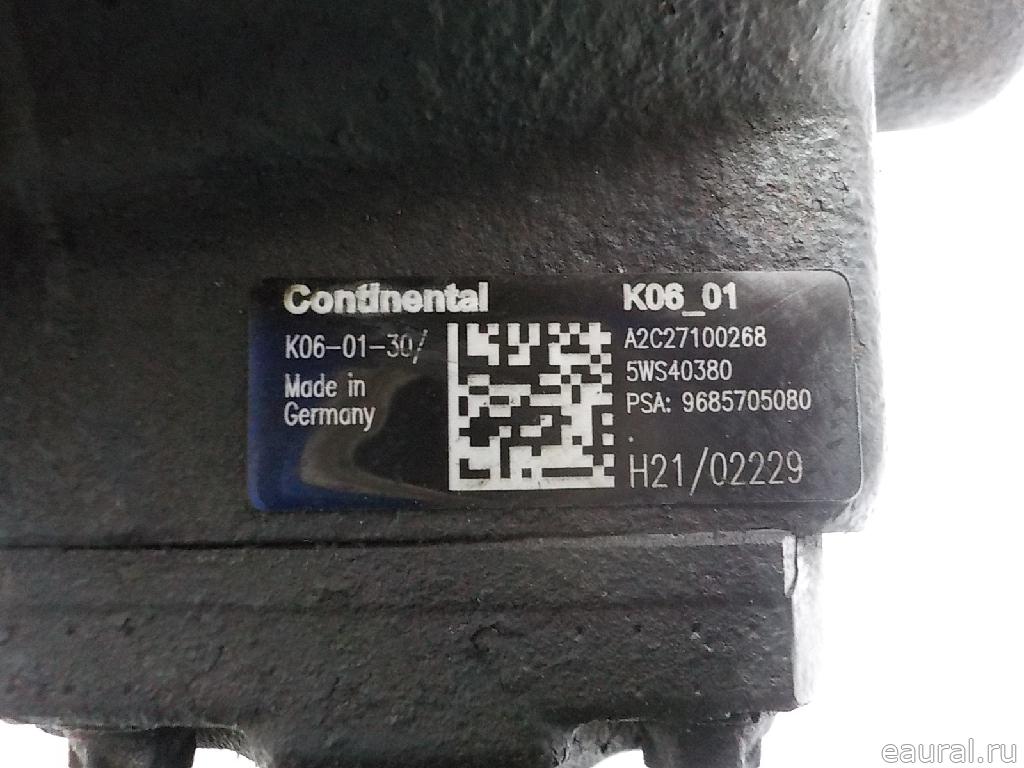 Continental
K06_01
K06-01-30/
Made in
Germany
A2C27100268
5WS40380
PSA: 9685705080
H21/02229
eaural.ru